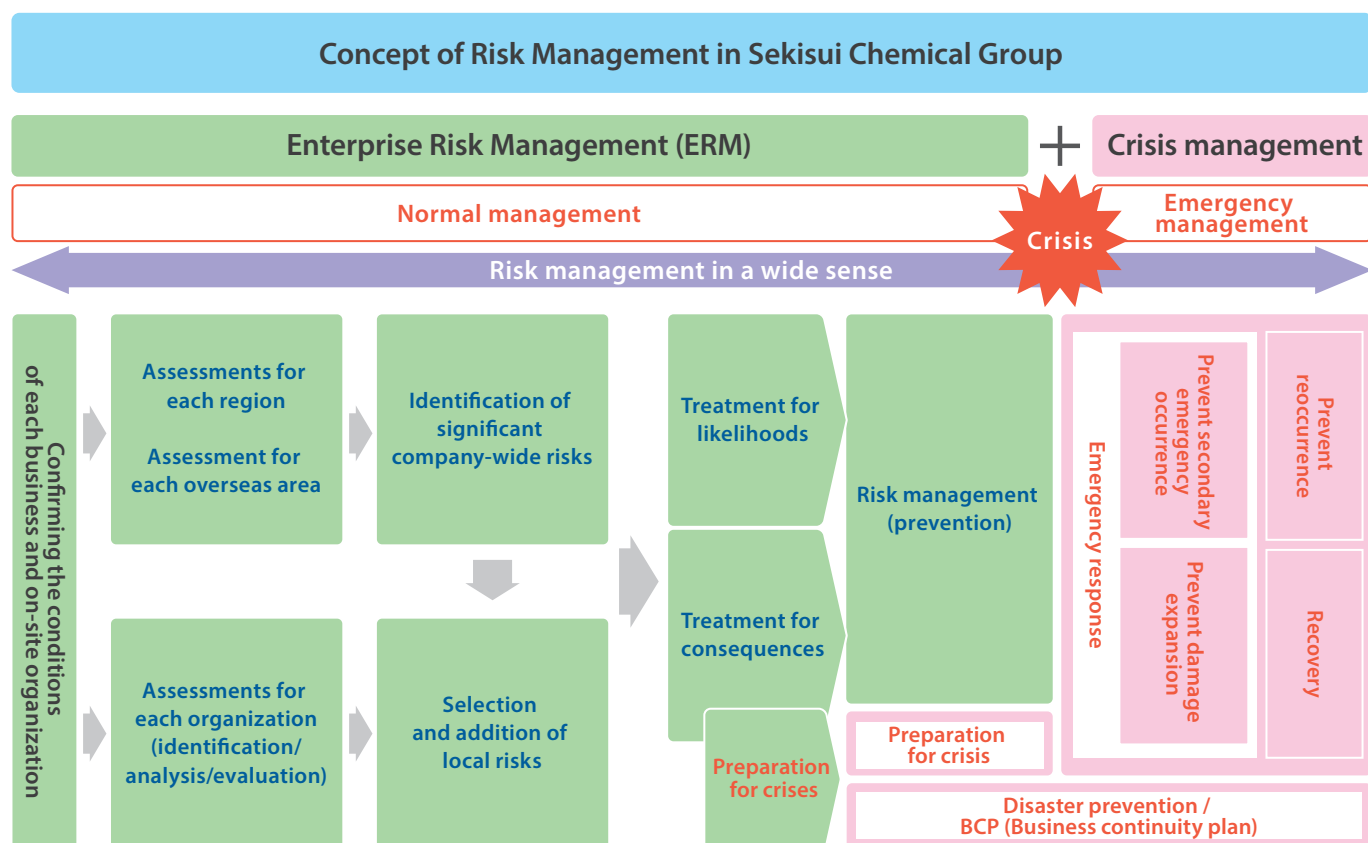 Concept of Risk Management in Sekisui Chemical Group
Enterprise Risk Management (ERM)
+
Crisis management
Normal management
Crisis
Emergency
management
Risk management in a wide sense
Confirming the conditions
of each business and on-site organization
Assessments for
each region
Assessment for
each overseas area
Identification of
significant
company-wide risks
Assessments for
each organization
(identification/
analysis/evaluation)
Selection
and addition of
local risks
Treatment for
likelihoods
Treatment for
consequences
Preparation
for crises
Risk management
(prevention)
Preparation
for crisis
Emergency response
Prevent secondary
emergency
occurrence
Prevent damage
expansion
Prevent
reoccurrence
Recovery
Disaster prevention /
BCP (Business continuity plan)